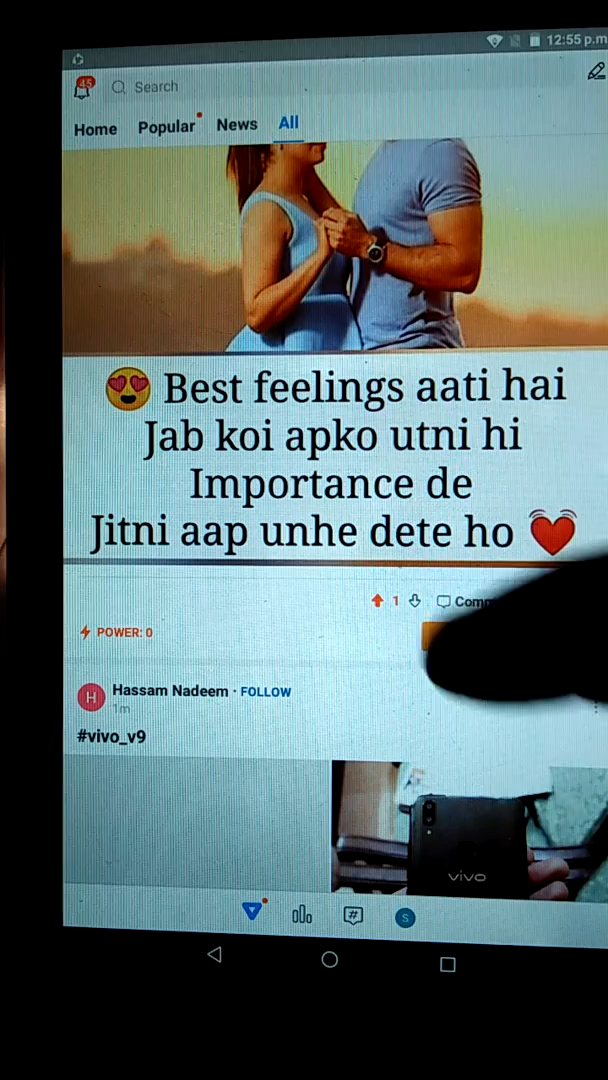 12:55 p.m
45
Search
Home Popular News All
😍 Best feelings aati hai
Jab koi apko utni hi
Importance de
Jitni aap unhe dete ho 💓
1
POWER: 0
H
Hassam Nadeem · FOLLOW
1m
#vivo_v9
vivo
#
S